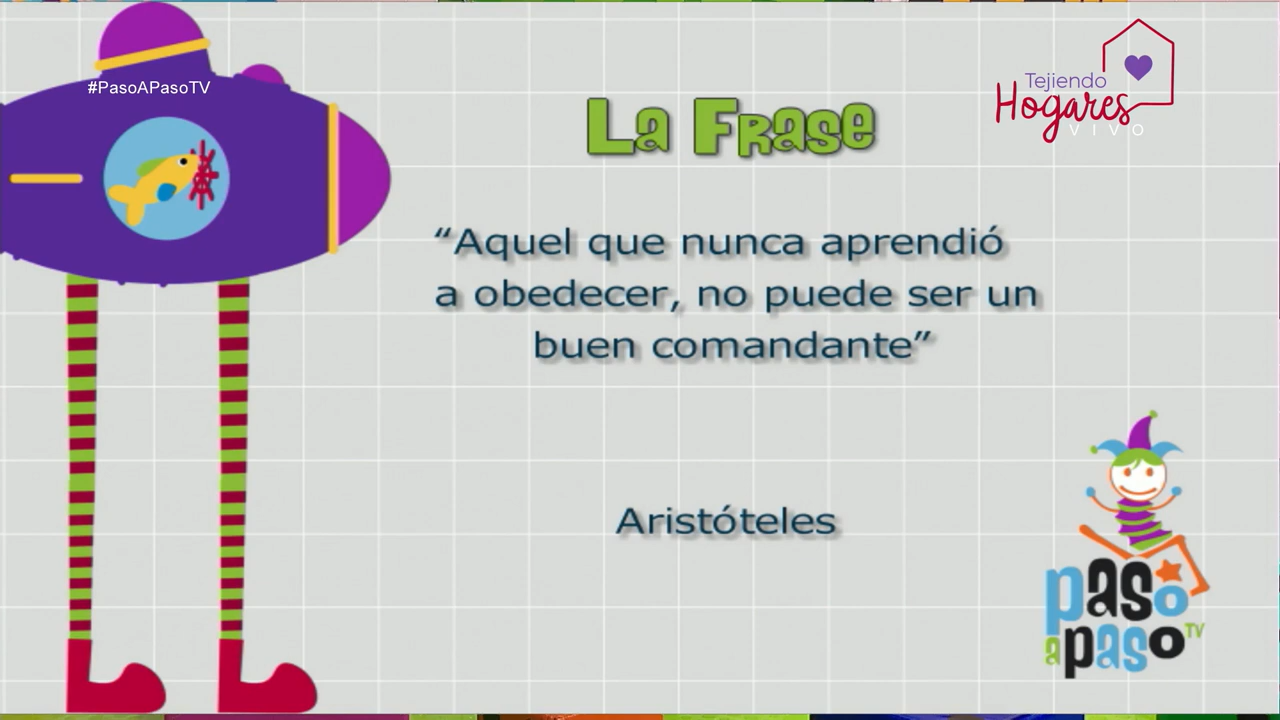 #PasoAPasoTV
Tejiendo
Hogares
VIVO
La Frase
“Aquel que nunca aprendió
a obedecer, no puede ser un
buen comandante”
Aristóteles
paso
a paso TV